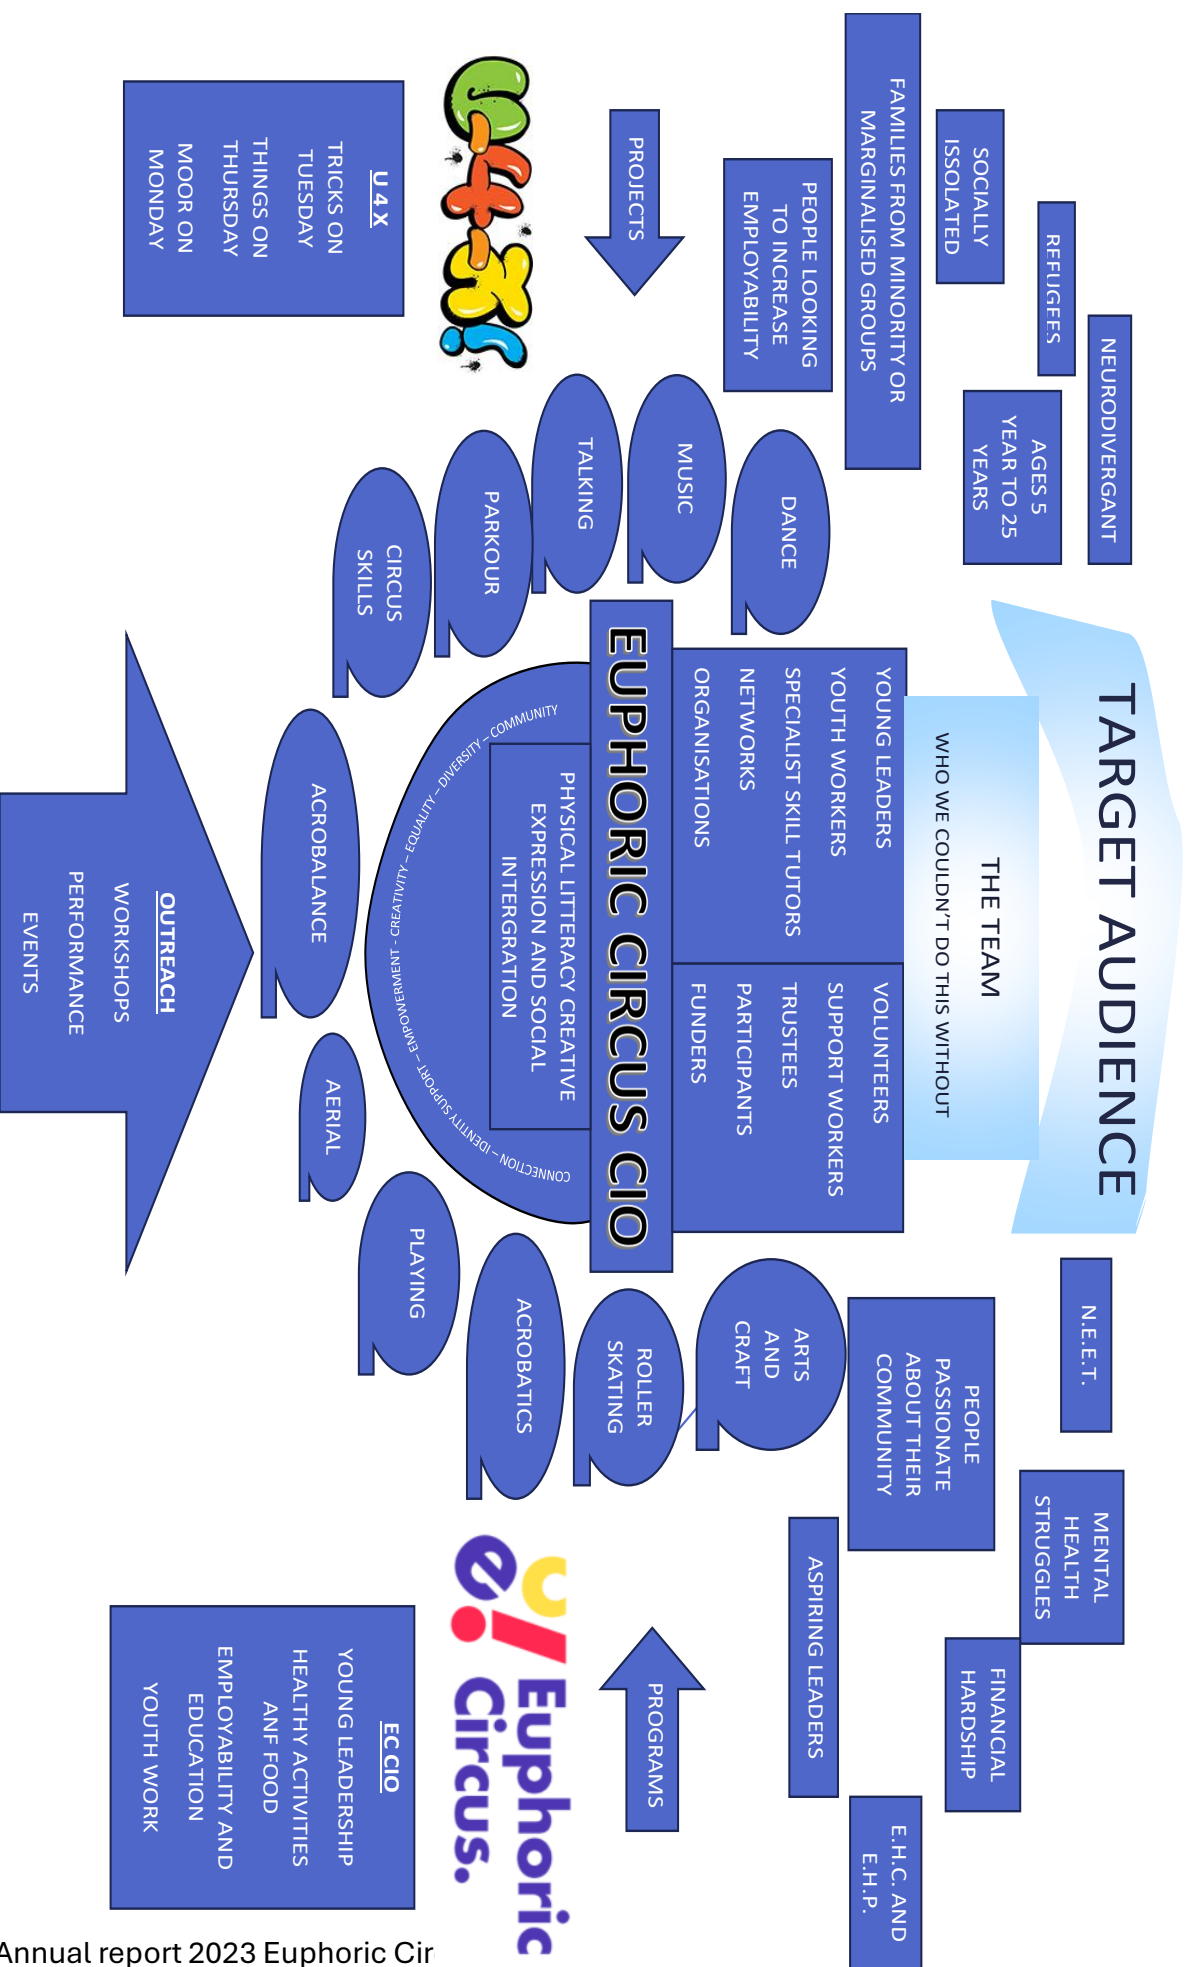 TARGET AUDIENCE
NEURODIVERGANT
REFUGEES
AGES 5
YEAR TO 25
YEARS
SOCIALLY
ISSOLATED
FAMILIES FROM MINORITY OR
MARGINALISED GROUPS
PEOPLE LOOKING
TO INCREASE
EMPLOYABILITY
N.E.E.T.
MENTAL
HEALTH
STRUGGLES
PEOPLE
PASSIONATE
ABOUT THEIR
COMMUNITY
FINANCIAL
HARDSHIP
E.H.C. AND
E.H.P.
ASPIRING LEADERS
THE TEAM
WHO WE COULDN'T DO THIS WITHOUT
YOUNG LEADERS
YOUTH WORKERS
SPECIALIST SKILL TUTORS
NETWORKS
ORGANISATIONS
VOLUNTEERS
SUPPORT WORKERS
TRUSTEES
PARTICIPANTS
FUNDERS
EUPHORIC CIRCUS CIO
PHYSICAL LITTERACY CREATIVE
EXPRESSION AND SOCIAL
INTERGRATION
COMMUNITY – DIVERSITY – EQUALITY – CREATIVITY - EMPOWERMENT – IDENTITY SUPPORT – CONNECTION
DANCE
MUSIC
TALKING
PARKOUR
CIRCUS
SKILLS
ACROBALANCE
AERIAL
PLAYING
ACROBATICS
ROLLER
SKATING
ARTS
AND
CRAFT
PROJECTS
U-4-X!
U 4 X
TRICKS ON
TUESDAY
THINGS ON
THURSDAY
MOOR ON
MONDAY
OUTREACH
WORKSHOPS
PERFORMANCE
EVENTS
PROGRAMS
Euphoric
Circus.
EC CIO
YOUNG LEADERSHIP
HEALTHY ACTIVITIES
ANF FOOD
EMPLOYABILITY AND
EDUCATION
YOUTH WORK
Annual report 2023 Euphoric Cir